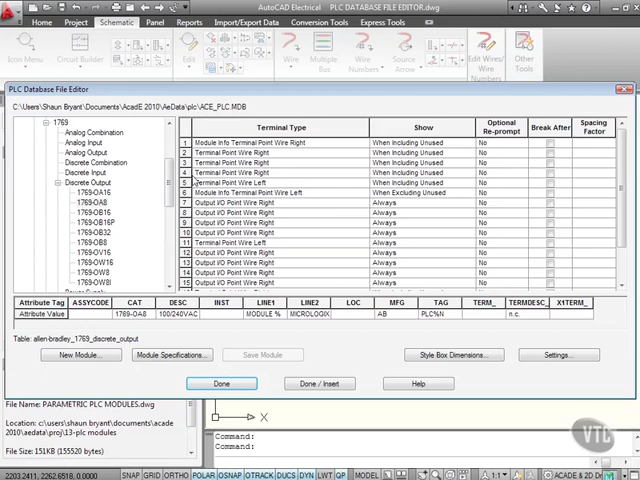 AutoCAD Electrical PLC DATABASE FILE EDITOR.dwg
Home Schematic Panel Reports Import/Export Data Conversion Tools Express Tools
Icon Menu Circuit Builder Wire Source Arrow Edit Wires/ Wire Numbers Other Tools
PLC Database File Editor
C:\Users\Shaun Bryant\Documents\AcadE 2010\AeData\plc\ACE_PLC.MDB
1769
Analog Combination
Analog Input
Analog Output
Discrete Combination
Discrete Input
Discrete Output
1769-OA16
1769-OA8
1769-OB16
1769-OB16P
1769-OB32
1769-OB8
1769-OV16
1769-OW16
1769-OW8
1769-OW8I
Terminal Type Show Optional Re-prompt Break After Spacing Factor
1 Module Info Terminal Point Wire Right When Including Unused No
2 Terminal Point Wire Right When Including Unused No
3 Terminal Point Wire Right When Including Unused No
4 Terminal Point Wire Right When Including Unused No
5 Terminal Point Wire Left When Including Unused No
6 Module Info Terminal Point Wire Left When Excluding Unused No
7 Output I/O Point Wire Right Always No
8 Output I/O Point Wire Right Always No
9 Output I/O Point Wire Right Always No
10 Output I/O Point Wire Right Always No
11 Terminal Point Wire Left Always No
12 Output I/O Point Wire Right Always No
13 Output I/O Point Wire Right Always No
14 Output I/O Point Wire Right Always No
15 Output I/O Point Wire Right Always No
Attribute Tag ASSYCODE CAT DESC INST LINE1 LINE2 LOC MFG TAG TERM_ TERMDESC_ X1TERM_
Attribute Value 1769-OA8 100/240VAC MODULE % MICROLOGIX AB PLC%N n.c.
Table: allen-bradley_1769_discrete_output
New Module... Module Specifications... Save Module Style Box Dimensions... Settings...
Done Done / Insert Help
File Name: PARAMETRIC PLC MODULES.dwg
Location: c:\users\shaun bryant\documents\acade 2010\aedata\proj\13-plc modules
File Size: 151KB (155520 bytes)
X
Command:
Command:
VTC
2203.2411, 2262.6518, 0.0000 SNAP GRID ORTHO POLAR OSNAP OTRACK DUCS DYN LWT QP MODEL 1:1 ACADE & 2D